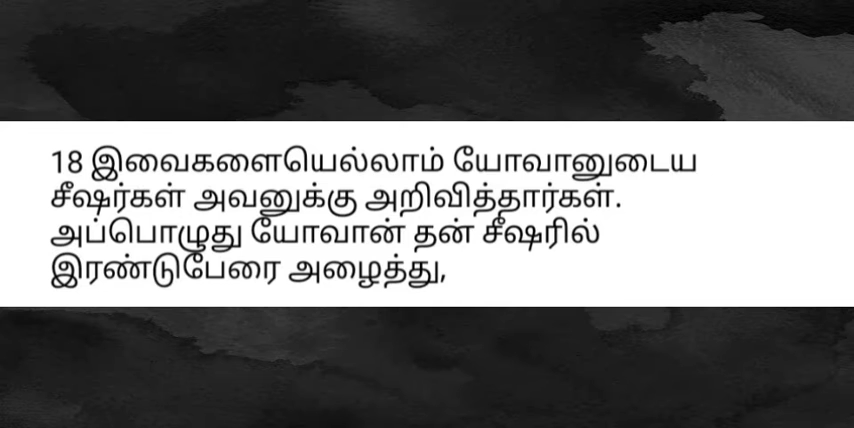 18 இவைகளையெல்லாம் யோவானுடைய
சீஷர்கள் அவனுக்கு அறிவித்தார்கள்.
அப்பொழுது யோவான் தன் சீஷரில்
இரண்டுபேரை அழைத்து,